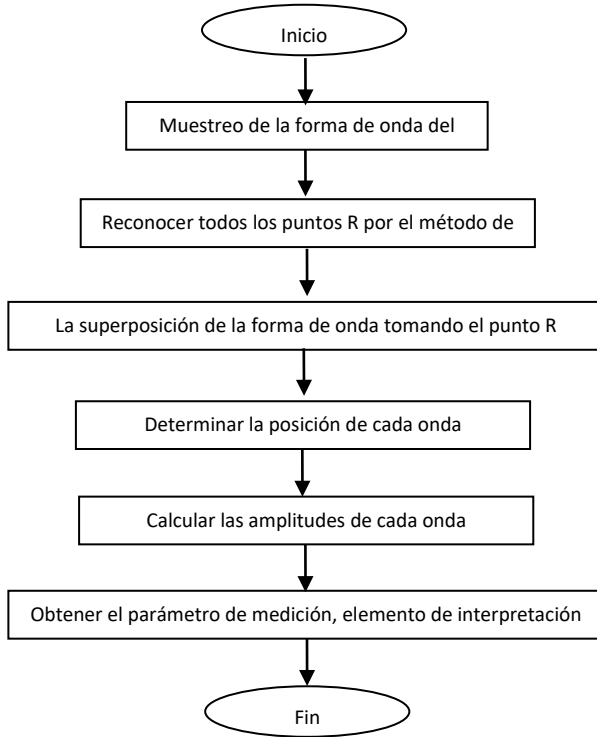 Inicio
Muestreo de la forma de onda del
Reconocer todos los puntos R por el método de
La superposición de la forma de onda tomando el punto R
Determinar la posición de cada onda
Calcular las amplitudes de cada onda
Obtener el parámetro de medición, elemento de interpretación
Fin